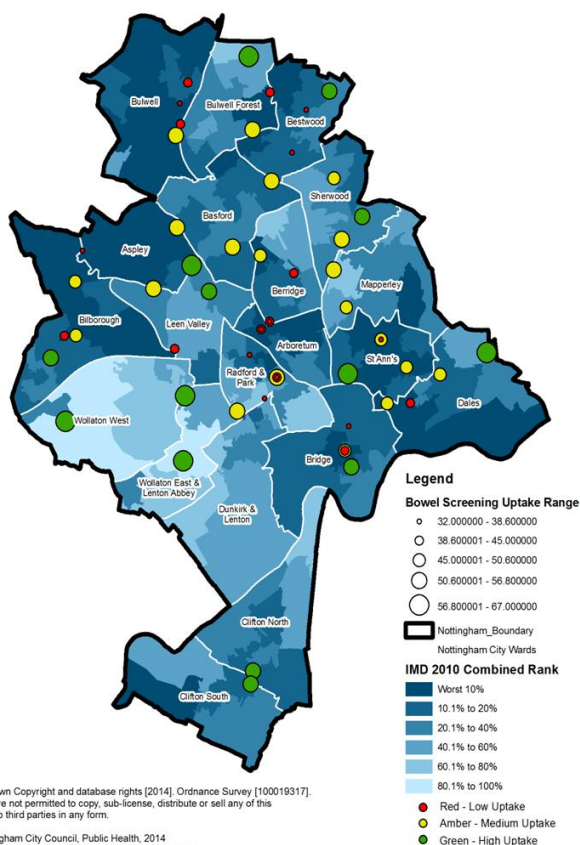 Bulwell
Bulwell Forest
Bestwood
Sherwood
Basford
Aspley
Berridge
Mapperley
Bilborough
Leen Valley
Arboretum
St Ann's
Radford &
Park
Dales
Wollaton West
Bridge
Wollaton East &
Lenton Abbey
Dunkirk &
Lenton
Clifton North
Clifton South
Legend
Bowel Screening Uptake Range
32.000000 - 38.600000
38.600001 - 45.000000
45.000001 - 50.600000
50.600001 - 56.800000
56.800001 - 67.000000
Nottingham_Boundary
Nottingham City Wards
IMD 2010 Combined Rank
Worst 10%
10.1% to 20%
20.1% to 40%
40.1% to 60%
60.1% to 80%
80.1% to 100%
Red - Low Uptake
Amber - Medium Uptake
Green - High Uptake
wn Copyright and database rights [2014]. Ordnance Survey [100019317].
re not permitted to copy, sub-license, distribute or sell any of this
third parties in any form.
gham City Council, Public Health, 2014